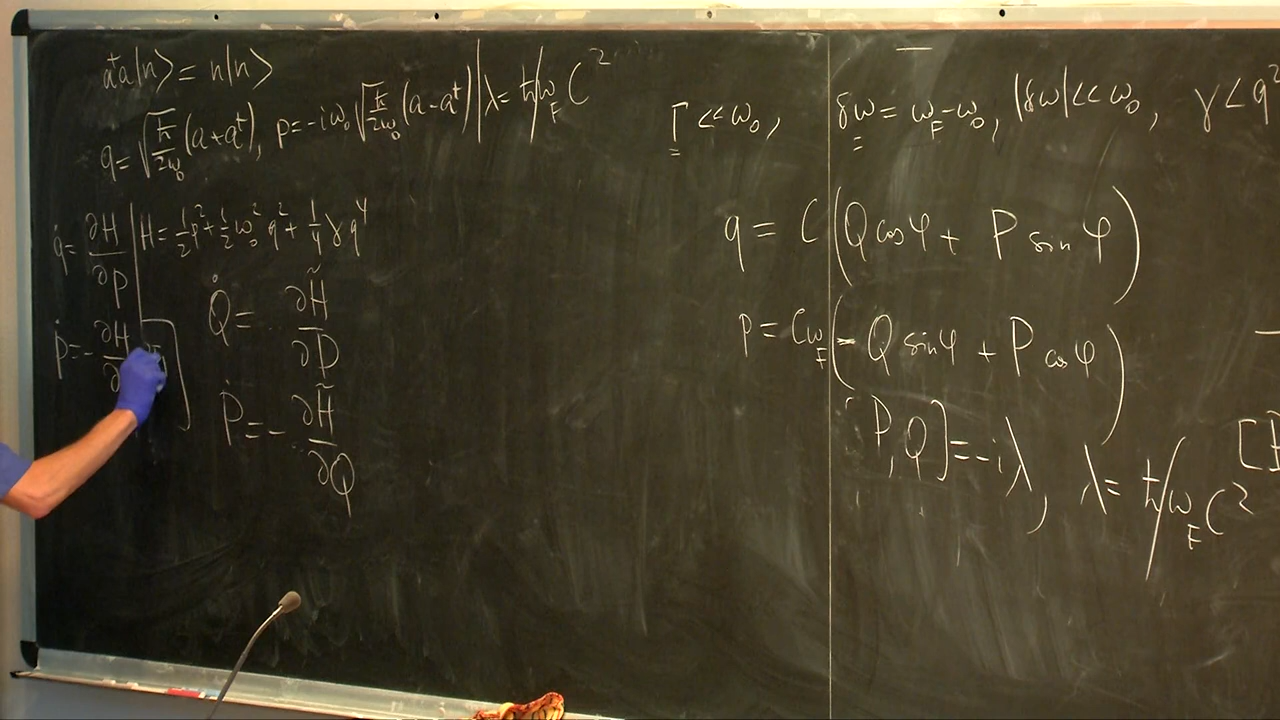 a†a|n> = n|n>
q = √(ħ/2ω₀) (a+a†), p = -iω₀ √(ħ/2ω₀) (a-a†) | λ = ħ/ω_F C²
q̇ = ∂H/∂p | H = ½p² + ½ω₀²q² + ¼γq⁴
ṗ = -∂H/∂
Q̇ = ∂H̃/∂P
Ṗ = -∂H̃/∂Q
Γ << ω₀, δω = ω_F - ω₀, |δω| << ω₀, γ<q²
q = C(Q cos φ + P sin φ)
p = Cω_F(-Q sin φ + P cos φ)
[P,Q] = -iλ, λ = ħ/ω_F C²